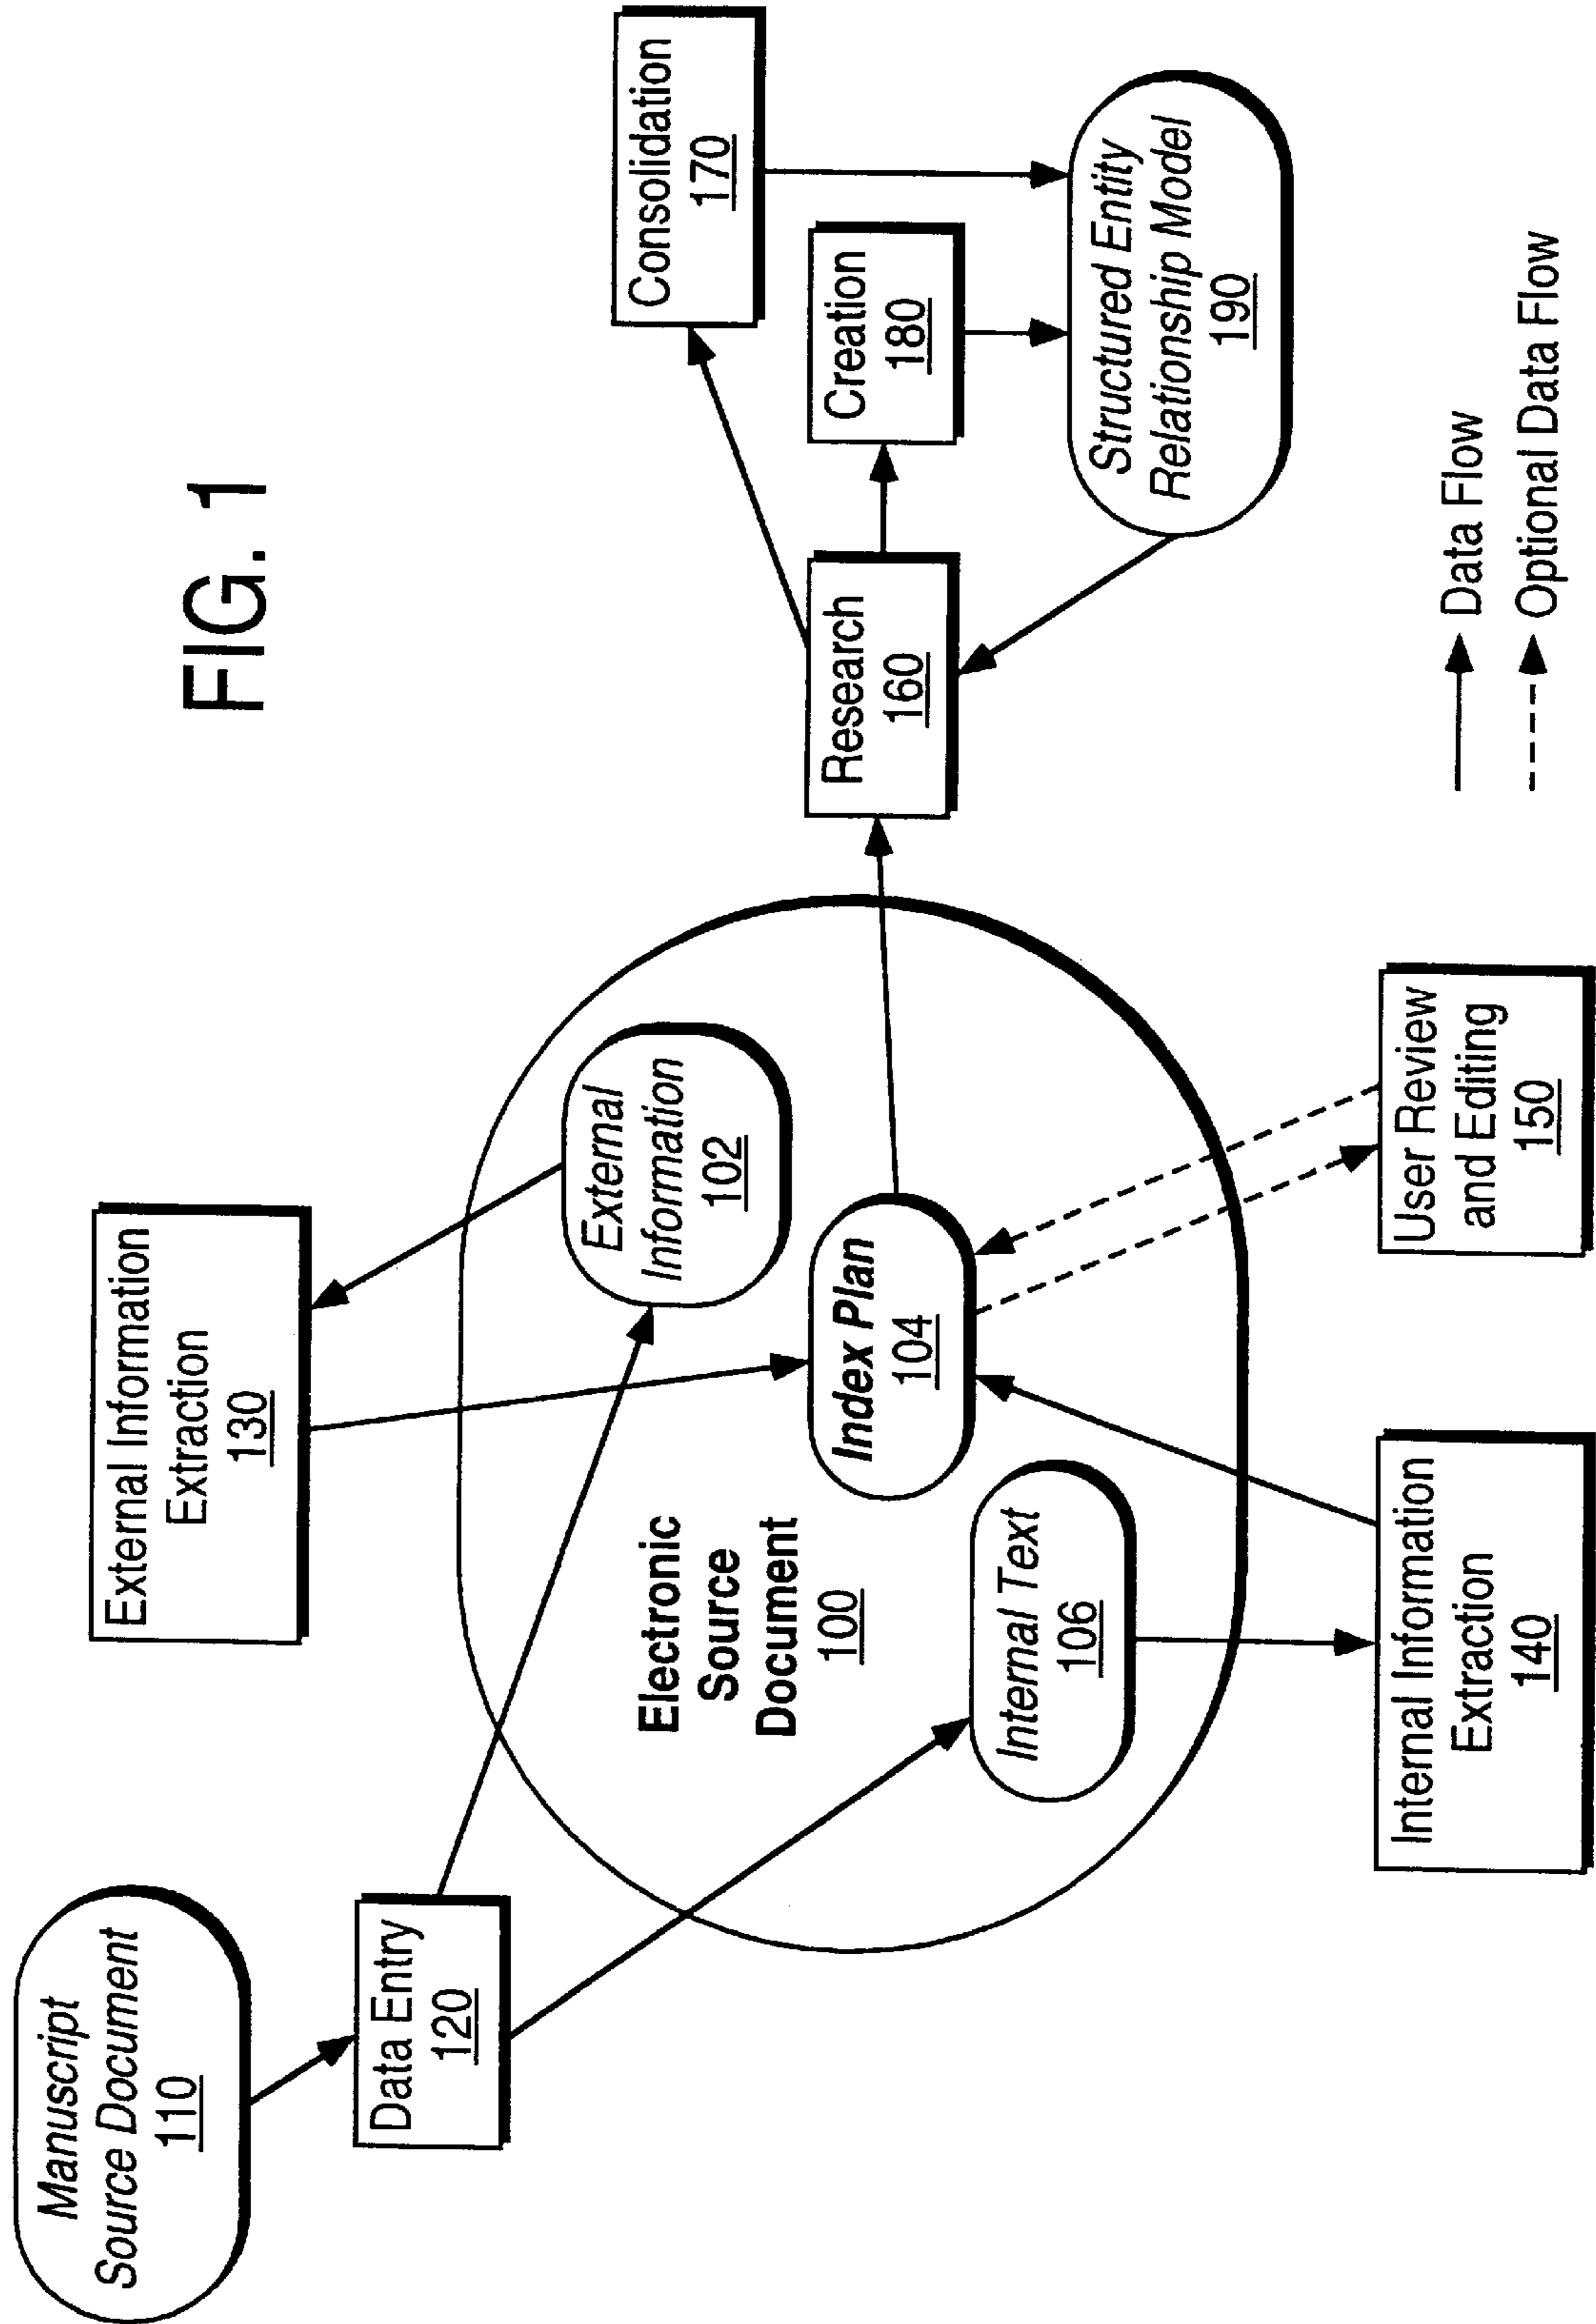 FIG. 1
Manuscript
Source Document
110
Data Entry
120
External Information
Extraction
130
Electronic
Source
Document
100
External
Information
102
Index Plan
104
Internal Text
106
Internal Information
Extraction
140
User Review
and Editing
150
Research
160
Consolidation
170
Creation
180
Structured Entity
Relationship Model
190
Data Flow
Optional Data Flow